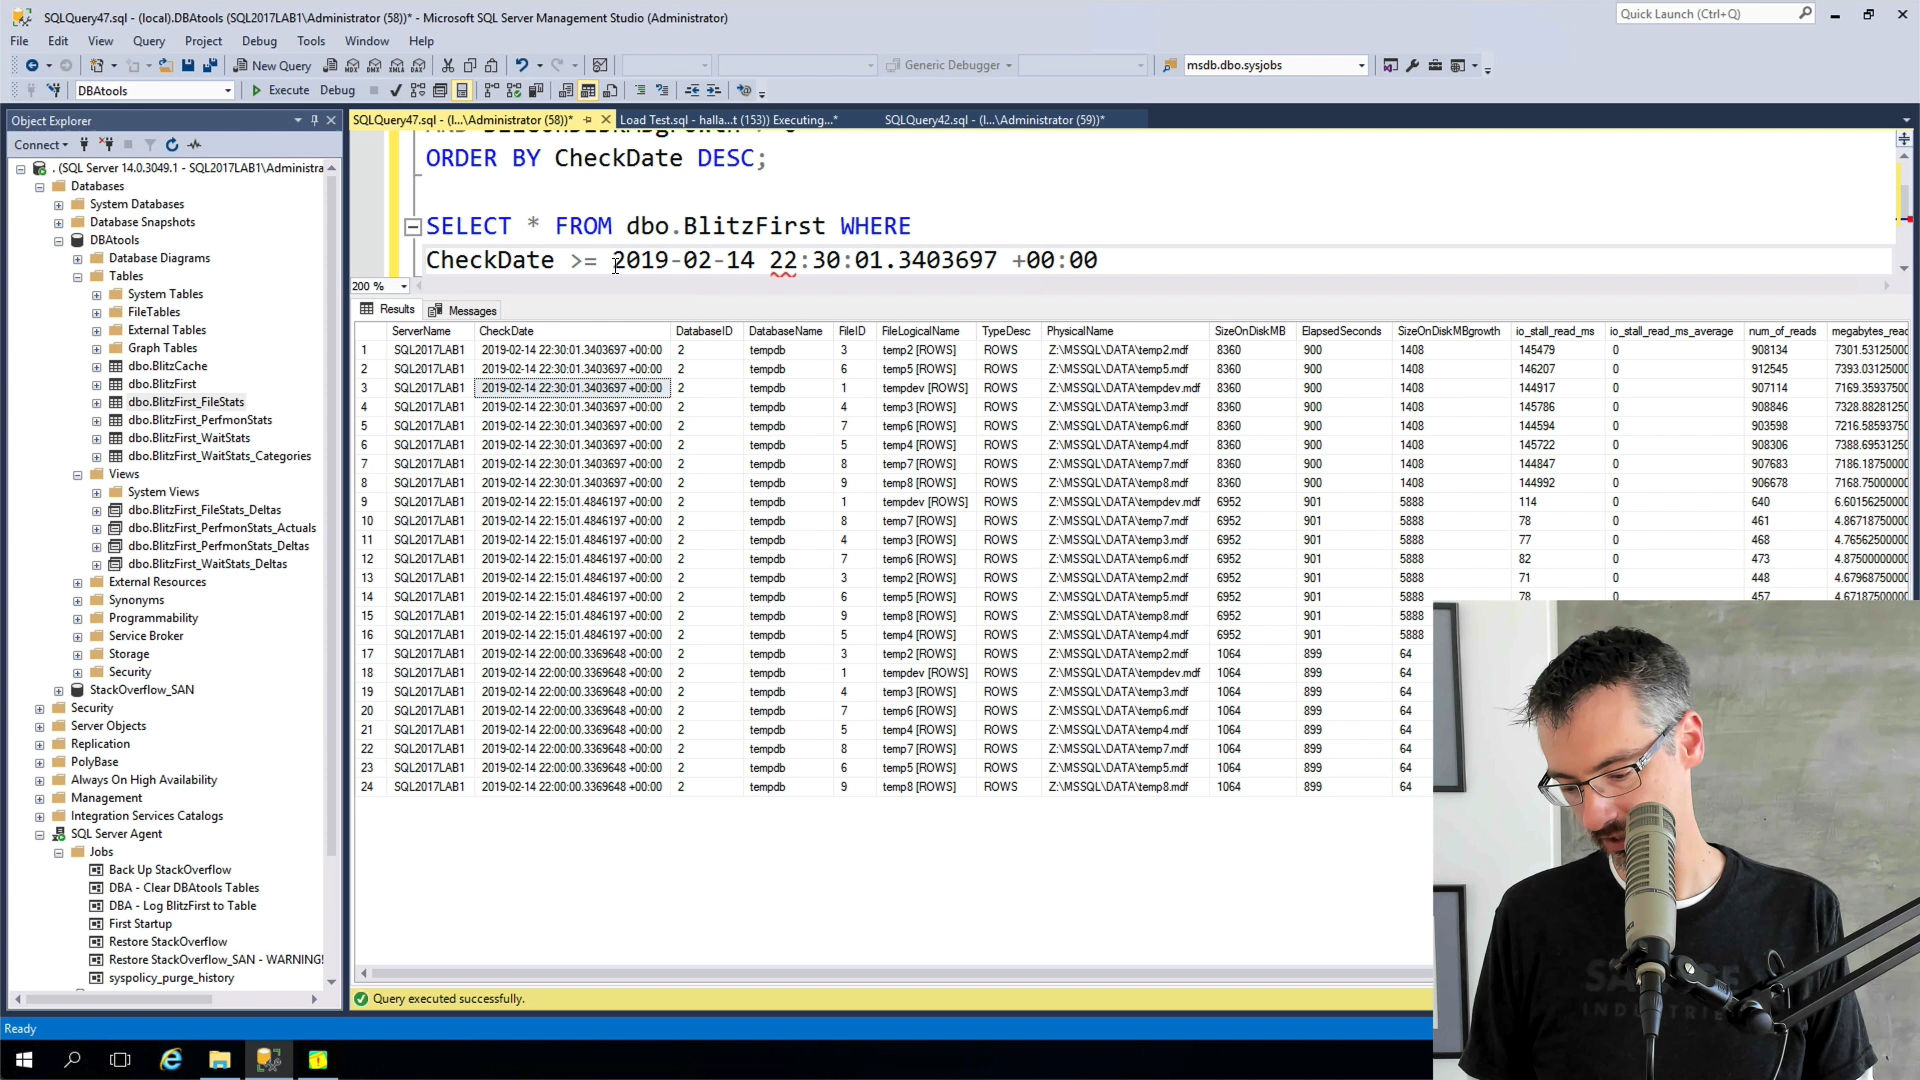 SQLQuery47.sql - (local).DBAtools (SQL2017LAB1\Administrator (58))* - Microsoft SQL Server Management Studio (Administrator)
Quick Launch (Ctrl+Q)
File Edit View Query Project Debug Tools Window Help
New Query MDX DMX XMLA DAX Generic Debugger msdb.dbo.sysjobs
DBAtools Execute Debug
Object Explorer
Connect
. (SQL Server 14.0.3049.1 - SQL2017LAB1\Administra
Databases
System Databases
Database Snapshots
DBAtools
Database Diagrams
Tables
System Tables
FileTables
External Tables
Graph Tables
dbo.BlitzCache
dbo.BlitzFirst
dbo.BlitzFirst_FileStats
dbo.BlitzFirst_PerfmonStats
dbo.BlitzFirst_WaitStats
dbo.BlitzFirst_WaitStats_Categories
Views
System Views
dbo.BlitzFirst_FileStats_Deltas
dbo.BlitzFirst_PerfmonStats_Actuals
dbo.BlitzFirst_PerfmonStats_Deltas
dbo.BlitzFirst_WaitStats_Deltas
External Resources
Synonyms
Programmability
Service Broker
Storage
Security
StackOverflow_SAN
Security
Server Objects
Replication
PolyBase
Always On High Availability
Management
Integration Services Catalogs
SQL Server Agent
Jobs
Back Up StackOverflow
DBA - Clear DBAtools Tables
DBA - Log BlitzFirst to Table
First Startup
Restore StackOverflow
Restore StackOverflow_SAN - WARNING!
syspolicy_purge_history
SQLQuery47.sql - (l...\Administrator (58))* Load Test.sql - halla...t (153)) Executing...* SQLQuery42.sql - (l...\Administrator (59))*
ORDER BY CheckDate DESC;
SELECT * FROM dbo.BlitzFirst WHERE
CheckDate >= 2019-02-14 22:30:01.3403697 +00:00
200 %
Results Messages
ServerName CheckDate DatabaseID DatabaseName FileID FileLogicalName TypeDesc PhysicalName SizeOnDiskMB ElapsedSeconds SizeOnDiskMBgrowth io_stall_read_ms io_stall_read_ms_average num_of_reads megabytes_read
1 SQL2017LAB1 2019-02-14 22:30:01.3403697 +00:00 2 tempdb 3 temp2 [ROWS] ROWS Z:\MSSQL\DATA\temp2.mdf 8360 900 1408 145479 0 908134 7301.53125000
2 SQL2017LAB1 2019-02-14 22:30:01.3403697 +00:00 2 tempdb 6 temp5 [ROWS] ROWS Z:\MSSQL\DATA\temp5.mdf 8360 900 1408 146207 0 912545 7393.03125000
3 SQL2017LAB1 2019-02-14 22:30:01.3403697 +00:00 2 tempdb 1 tempdev [ROWS] ROWS Z:\MSSQL\DATA\tempdev.mdf 8360 900 1408 144917 0 907114 7169.35937500
4 SQL2017LAB1 2019-02-14 22:30:01.3403697 +00:00 2 tempdb 4 temp3 [ROWS] ROWS Z:\MSSQL\DATA\temp3.mdf 8360 900 1408 145786 0 908846 7328.88281250
5 SQL2017LAB1 2019-02-14 22:30:01.3403697 +00:00 2 tempdb 7 temp6 [ROWS] ROWS Z:\MSSQL\DATA\temp6.mdf 8360 900 1408 144594 0 903598 7216.58593750
6 SQL2017LAB1 2019-02-14 22:30:01.3403697 +00:00 2 tempdb 5 temp4 [ROWS] ROWS Z:\MSSQL\DATA\temp4.mdf 8360 900 1408 145722 0 908306 7388.69531250
7 SQL2017LAB1 2019-02-14 22:30:01.3403697 +00:00 2 tempdb 8 temp7 [ROWS] ROWS Z:\MSSQL\DATA\temp7.mdf 8360 900 1408 144847 0 907683 7186.18750000
8 SQL2017LAB1 2019-02-14 22:30:01.3403697 +00:00 2 tempdb 9 temp8 [ROWS] ROWS Z:\MSSQL\DATA\temp8.mdf 8360 900 1408 144992 0 906678 7168.75000000
9 SQL2017LAB1 2019-02-14 22:15:01.4846197 +00:00 2 tempdb 1 tempdev [ROWS] ROWS Z:\MSSQL\DATA\tempdev.mdf 6952 901 5888 114 0 640 6.60156250000
10 SQL2017LAB1 2019-02-14 22:15:01.4846197 +00:00 2 tempdb 8 temp7 [ROWS] ROWS Z:\MSSQL\DATA\temp7.mdf 6952 901 5888 78 0 461 4.86718750000
11 SQL2017LAB1 2019-02-14 22:15:01.4846197 +00:00 2 tempdb 4 temp3 [ROWS] ROWS Z:\MSSQL\DATA\temp3.mdf 6952 901 5888 77 0 468 4.76562500000
12 SQL2017LAB1 2019-02-14 22:15:01.4846197 +00:00 2 tempdb 7 temp6 [ROWS] ROWS Z:\MSSQL\DATA\temp6.mdf 6952 901 5888 82 0 473 4.87500000000
13 SQL2017LAB1 2019-02-14 22:15:01.4846197 +00:00 2 tempdb 3 temp2 [ROWS] ROWS Z:\MSSQL\DATA\temp2.mdf 6952 901 5888 71 0 448 4.67968750000
14 SQL2017LAB1 2019-02-14 22:15:01.4846197 +00:00 2 tempdb 6 temp5 [ROWS] ROWS Z:\MSSQL\DATA\temp5.mdf 6952 901 5888 78 0 457 4.67187500000
15 SQL2017LAB1 2019-02-14 22:15:01.4846197 +00:00 2 tempdb 9 temp8 [ROWS] ROWS Z:\MSSQL\DATA\temp8.mdf 6952 901 5888
16 SQL2017LAB1 2019-02-14 22:15:01.4846197 +00:00 2 tempdb 5 temp4 [ROWS] ROWS Z:\MSSQL\DATA\temp4.mdf 6952 901 5888
17 SQL2017LAB1 2019-02-14 22:00:00.3369648 +00:00 2 tempdb 3 temp2 [ROWS] ROWS Z:\MSSQL\DATA\temp2.mdf 1064 899 64
18 SQL2017LAB1 2019-02-14 22:00:00.3369648 +00:00 2 tempdb 1 tempdev [ROWS] ROWS Z:\MSSQL\DATA\tempdev.mdf 1064 899 64
19 SQL2017LAB1 2019-02-14 22:00:00.3369648 +00:00 2 tempdb 4 temp3 [ROWS] ROWS Z:\MSSQL\DATA\temp3.mdf 1064 899 64
20 SQL2017LAB1 2019-02-14 22:00:00.3369648 +00:00 2 tempdb 7 temp6 [ROWS] ROWS Z:\MSSQL\DATA\temp6.mdf 1064 899 64
21 SQL2017LAB1 2019-02-14 22:00:00.3369648 +00:00 2 tempdb 5 temp4 [ROWS] ROWS Z:\MSSQL\DATA\temp4.mdf 1064 899 64
22 SQL2017LAB1 2019-02-14 22:00:00.3369648 +00:00 2 tempdb 8 temp7 [ROWS] ROWS Z:\MSSQL\DATA\temp7.mdf 1064 899 64
23 SQL2017LAB1 2019-02-14 22:00:00.3369648 +00:00 2 tempdb 6 temp5 [ROWS] ROWS Z:\MSSQL\DATA\temp5.mdf 1064 899 64
24 SQL2017LAB1 2019-02-14 22:00:00.3369648 +00:00 2 tempdb 9 temp8 [ROWS] ROWS Z:\MSSQL\DATA\temp8.mdf 1064 899 64
Query executed successfully.
Ready